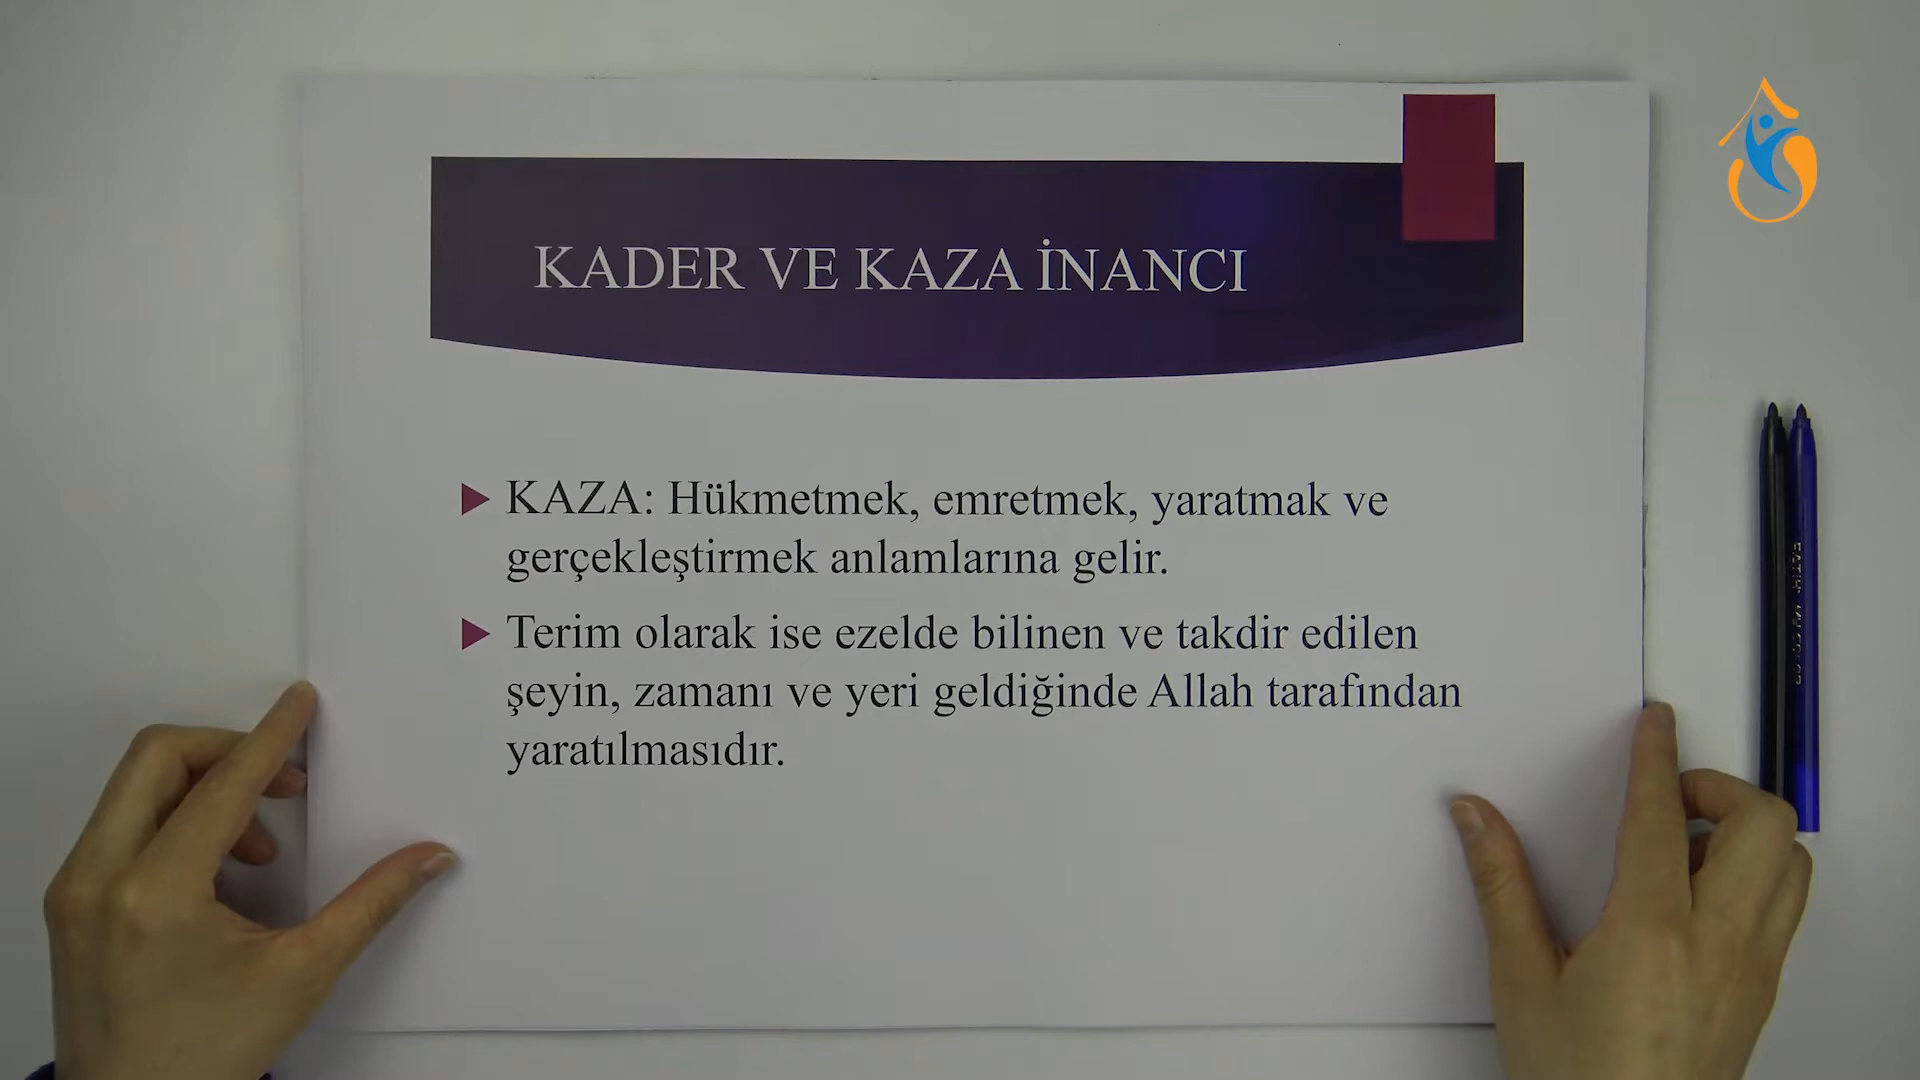 KADER VE KAZA İNANCI
KAZA: Hükmetmek, emretmek, yaratmak ve
gerçekleştirmek anlamlarına gelir.
Terim olarak ise ezelde bilinen ve takdir edilen
şeyin, zamanı ve yeri geldiğinde Allah tarafından
yaratılmasıdır.